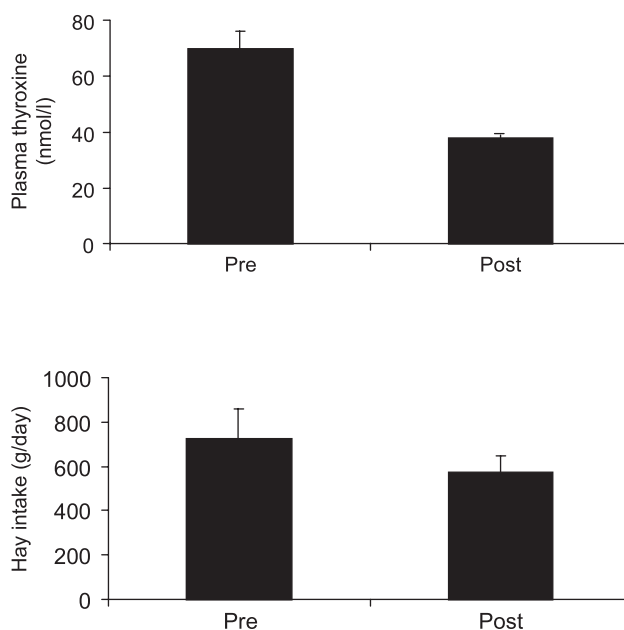 Plasma thyroxine
(nmol/l)
80
60
40
20
0
Pre Post
Hay intake (g/day)
1000
800
600
400
200
0
Pre Post